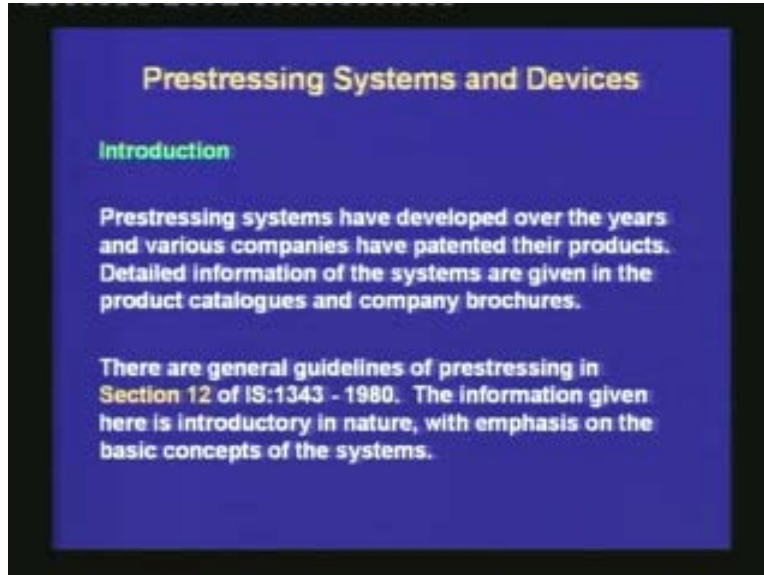 Prestressing Systems and Devices
Introduction
Prestressing systems have developed over the years
and various companies have patented their products.
Detailed information of the systems are given in the
product catalogues and company brochures.
There are general guidelines of prestressing in
Section 12 of IS:1343 - 1980. The information given
here is introductory in nature, with emphasis on the
basic concepts of the systems.